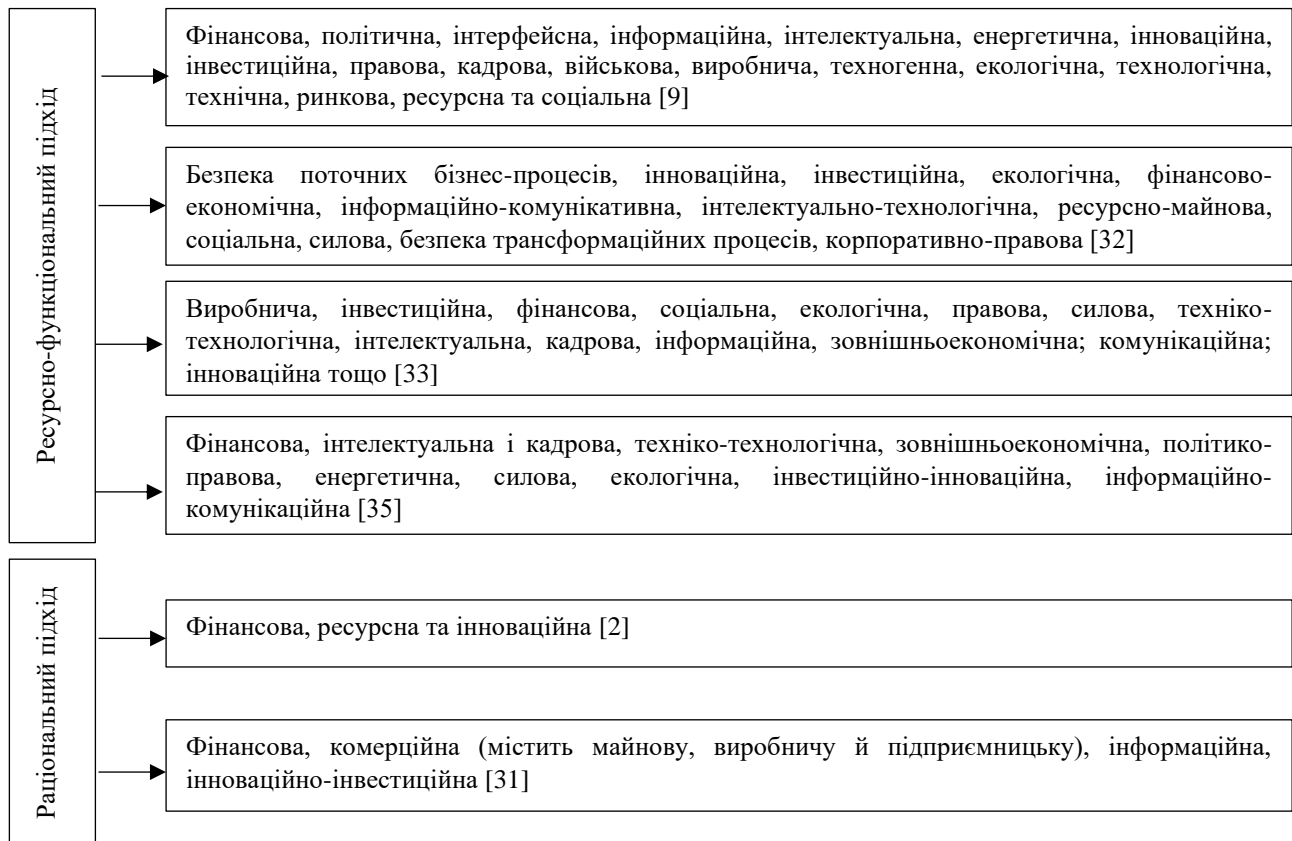 Ресурсно-функціональний підхід
Фінансова, політична, інтерфейсна, інформаційна, інтелектуальна, енергетична, інноваційна,
інвестиційна, правова, кадрова, військова, виробнича, техногенна, екологічна, технологічна,
технічна, ринкова, ресурсна та соціальна [9]
Безпека поточних бізнес-процесів, інноваційна, інвестиційна, екологічна, фінансово-
економічна, інформаційно-комунікативна, інтелектуально-технологічна, ресурсно-майнова,
соціальна, силова, безпека трансформаційних процесів, корпоративно-правова [32]
Виробнича, інвестиційна, фінансова, соціальна, екологічна, правова, силова, техніко-
технологічна, інтелектуальна, кадрова, інформаційна, зовнішньоекономічна; комунікаційна;
інноваційна тощо [33]
Фінансова, інтелектуальна і кадрова, техніко-технологічна, зовнішньоекономічна, політико-
правова, енергетична, силова, екологічна, інвестиційно-інноваційна, інформаційно-
комунікаційна [35]
Раціональний підхід
Фінансова, ресурсна та інноваційна [2]
Фінансова, комерційна (містить майнову, виробничу й підприємницьку), інформаційна,
інноваційно-інвестиційна [31]